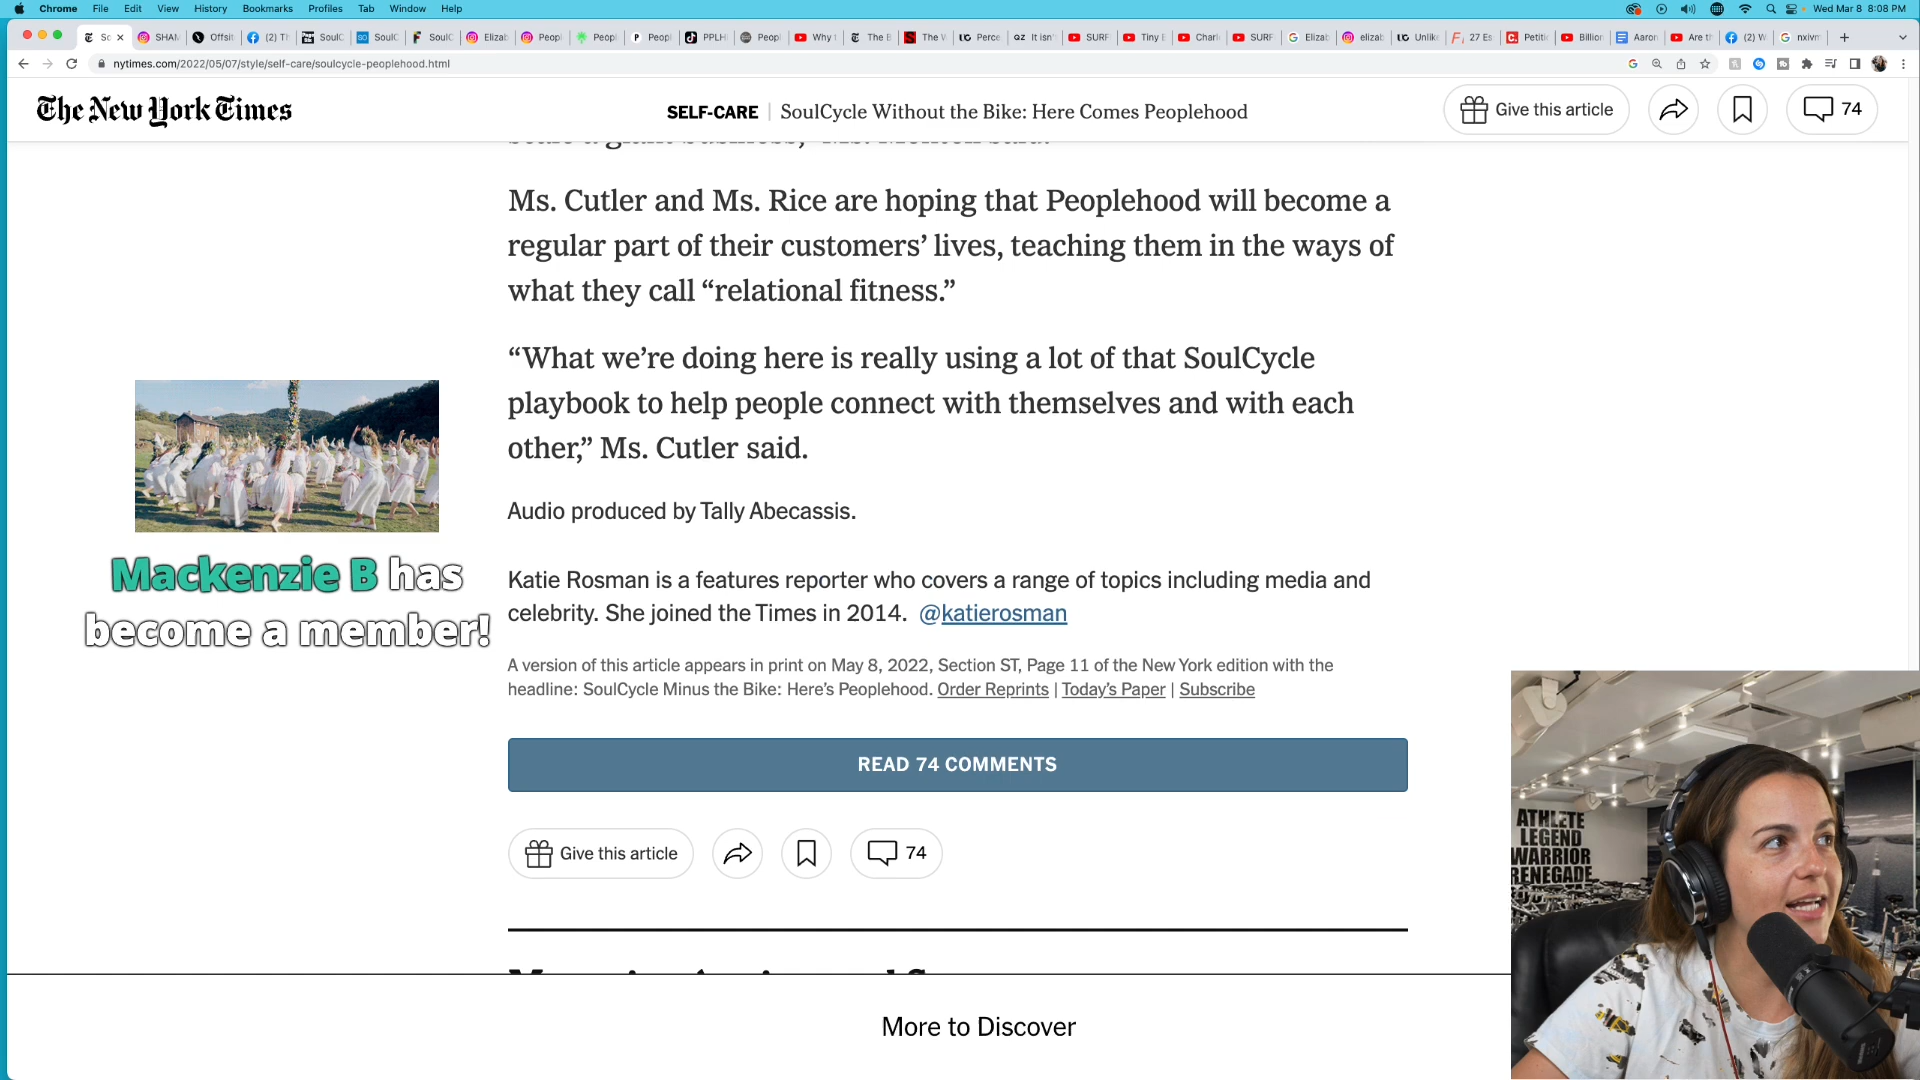 Chrome File Edit View History Bookmarks Profiles Tab Window Help
Wed Mar 8 8:08 PM
nytimes.com/2022/05/07/style/self-care/soulcycle-peoplehood.html
The New York Times
SELF-CARE | SoulCycle Without the Bike: Here Comes Peoplehood
Give this article
74
Ms. Cutler and Ms. Rice are hoping that Peoplehood will become a
regular part of their customers’ lives, teaching them in the ways of
what they call “relational fitness.”
“What we’re doing here is really using a lot of that SoulCycle
playbook to help people connect with themselves and with each
other,” Ms. Cutler said.
Audio produced by Tally Abecassis.
Mackenzie B has
become a member!
Katie Rosman is a features reporter who covers a range of topics including media and
celebrity. She joined the Times in 2014. @katierosman
A version of this article appears in print on May 8, 2022, Section ST, Page 11 of the New York edition with the
headline: SoulCycle Minus the Bike: Here’s Peoplehood. Order Reprints | Today’s Paper | Subscribe
READ 74 COMMENTS
Give this article
74
ATHLETE
LEGEND
WARRIOR
RENEGADE
More to Discover